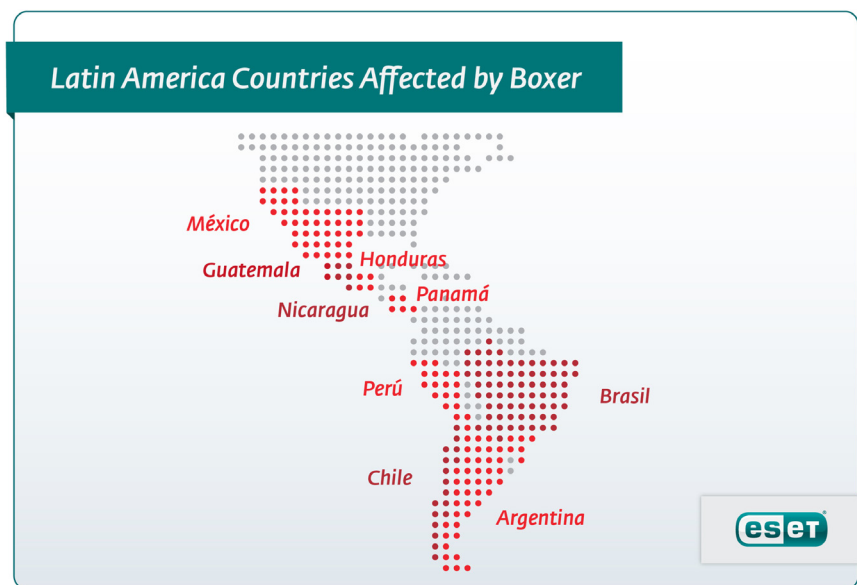 Latin America Countries Affected by Boxer
México
Honduras
Guatemala
Panamá
Nicaragua
Perú
Brasil
Chile
Argentina
eseT